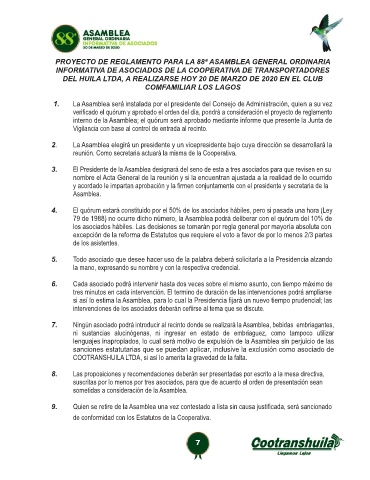 88ª
ASAMBLEA
GENERAL ORDINARIA
INFORMATIVA DE ASOCIADOS
20 DE MARZO DE 2020
PROYECTO DE REGLAMENTO PARA LA 88ª ASAMBLEA GENERAL ORDINARIA
INFORMATIVA DE ASOCIADOS DE LA COOPERATIVA DE TRANSPORTADORES
DEL HUILA LTDA, A REALIZARSE HOY 20 DE MARZO DE 2020 EN EL CLUB
COMFAMILIAR LOS LAGOS
1. La Asamblea será instalada por el presidente del Consejo de Administración, quien a su vez
verificado el quórum y aprobado el orden del día, pondrá a consideración el proyecto de reglamento
interno de la Asamblea; el quórum será aprobado mediante informe que presente la Junta de
Vigilancia con base al control de entrada al recinto.
2. La Asamblea elegirá un presidente y un vicepresidente bajo cuya dirección se desarrollará la
reunión. Como secretaria actuará la misma de la Cooperativa.
3. El Presidente de la Asamblea designará del seno de esta a tres asociados para que revisen en su
nombre el Acta General de la reunión y si la encuentran ajustada a la realidad de lo ocurrido
y acordado le impartan aprobación y la firmen conjuntamente con el presidente y secretaria de la
Asamblea.
4. El quórum estará constituido por el 50% de los asociados hábiles, pero si pasada una hora (Ley
79 de 1988) no ocurre dicho número, la Asamblea podrá deliberar con el quórum del 10% de
los asociados hábiles. Las decisiones se tomarán por regla general por mayoría absoluta con
excepción de la reforma de Estatutos que requiere el voto a favor de por lo menos 2/3 partes
de los asistentes.
5. Todo asociado que desee hacer uso de la palabra deberá solicitarla a la Presidencia alzando
la mano, expresando su nombre y con la respectiva credencial.
6. Cada asociado podrá intervenir hasta dos veces sobre el mismo asunto, con tiempo máximo de
tres minutos en cada intervención. El termino de duración de las intervenciones podrá ampliarse
si así lo estima la Asamblea, para lo cual la Presidencia fijará un nuevo tiempo prudencial; las
intervenciones de los asociados deberán ceñirse al tema que se discute.
7. Ningún asociado podrá introducir al recinto donde se realizará la Asamblea, bebidas embriagantes,
ni sustancias alucinógenas, ni ingresar en estado de embriaguez, como tampoco utilizar
lenguajes inapropiados, lo cual será motivo de expulsión de la Asamblea sin perjuicio de las
sanciones estatutarias que se puedan aplicar, inclusive la exclusión como asociado de
COOTRANSHUILA LTDA, si así lo amerita la gravedad de la falta.
8. Las proposiciones y recomendaciones deberán ser presentadas por escrito a la mesa directiva,
suscritas por lo menos por tres asociados, para que de acuerdo al orden de presentación sean
sometidas a consideración de la Asamblea.
9. Quien se retire de la Asamblea una vez contestado a lista sin causa justificada, será sancionado
de conformidad con los Estatutos de la Cooperativa.
7
Cootranshuila
Llegamos Lejos